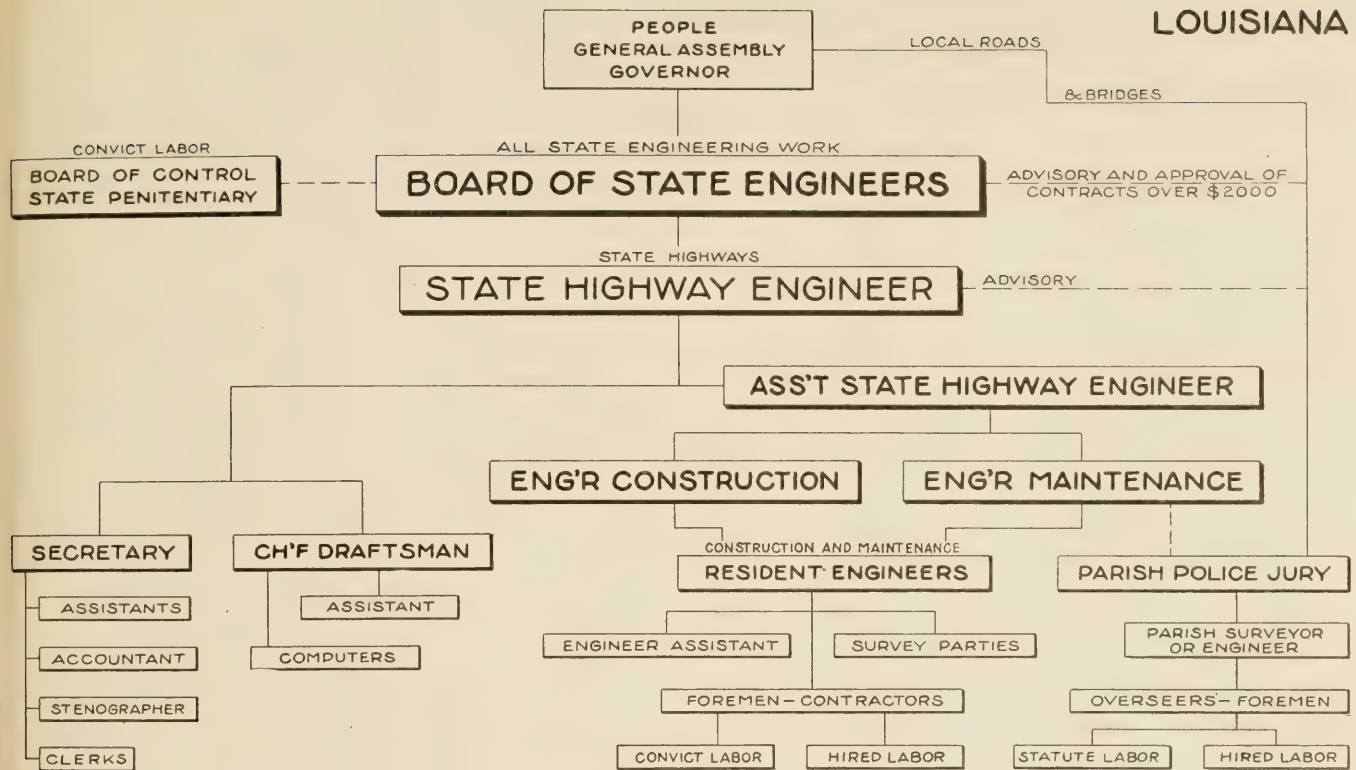 LOUISIANA
PEOPLE
GENERAL ASSEMBLY
GOVERNOR
LOCAL ROADS
& BRIDGES
CONVICT LABOR
BOARD OF CONTROL
STATE PENITENTIARY
ALL STATE ENGINEERING WORK
BOARD OF STATE ENGINEERS
ADVISORY AND APPROVAL OF
CONTRACTS OVER $2000
STATE HIGHWAYS
STATE HIGHWAY ENGINEER
ADVISORY
ASS'T STATE HIGHWAY ENGINEER
ENG'R CONSTRUCTION
ENG'R MAINTENANCE
SECRETARY
CH'F DRAFTSMAN
CONSTRUCTION AND MAINTENANCE
RESIDENT ENGINEERS
PARISH POLICE JURY
ASSISTANTS
ASSISTANT
ACCOUNTANT
COMPUTERS
STENOGRAPHER
CLERKS
ENGINEER ASSISTANT
SURVEY PARTIES
PARISH SURVEYOR
OR ENGINEER
FOREMEN-CONTRACTORS
OVERSEERS-FOREMEN
CONVICT LABOR
HIRED LABOR
STATUTE LABOR
HIRED LABOR